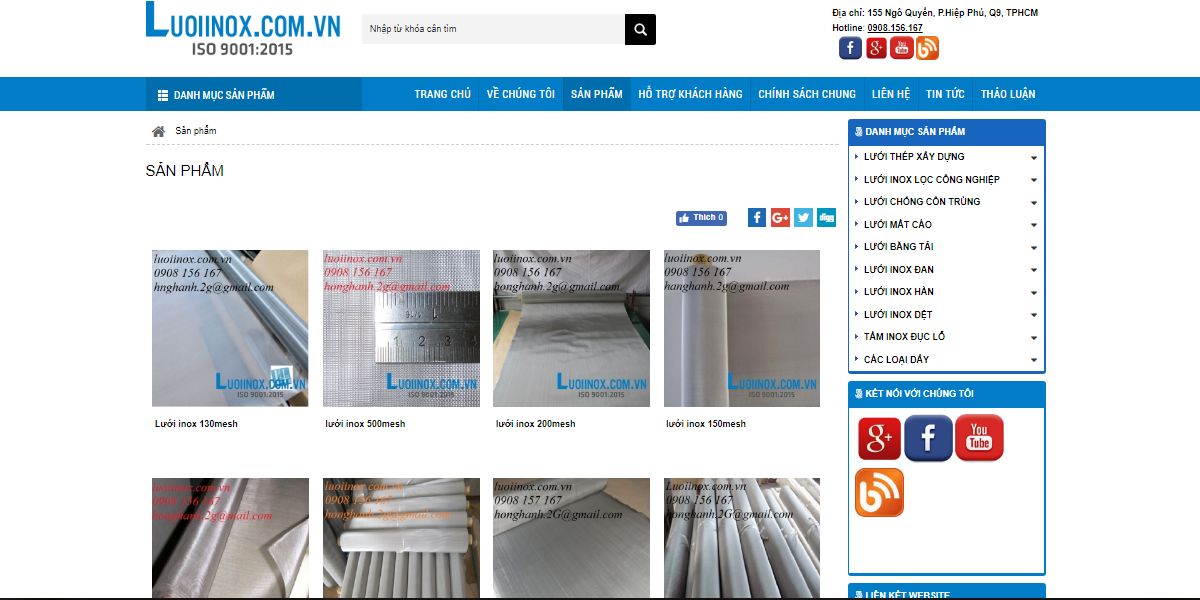 LUOIINOX.COM.VN
ISO 9001:2015
Nhập từ khóa cần tìm
Địa chỉ: 155 Ngô Quyền, P.Hiệp Phú, Q9, TPHCM
Hotline: 0908.156.167
f g+ You Tube
DANH MỤC SẢN PHẨM
TRANG CHỦ VỀ CHÚNG TÔI SẢN PHẨM HỖ TRỢ KHÁCH HÀNG CHÍNH SÁCH CHUNG LIÊN HỆ TIN TỨC THẢO LUẬN
Sản phẩm
SẢN PHẨM
Thích 0
f G+ digg
luoiinox.com.vn
0908 156 167
hnghanh.2g@gmail.com
LUOIINOX.COM.VN
ISO 9001:2015
Lưới inox 130mesh
luoiinox.com.vn
0908 156 167
honghanh.2g@gmail.com
1 2 3
LUOIINOX.COM.VN
ISO 9001:2015
lưới inox 500mesh
luoiinox.com.vn
0908 156 167
honghanh.2g@gmail.com
LUOIINOX.COM.VN
ISO 9001:2015
lưới inox 200mesh
luoiinox.com.vn
0908 156 167
honghanh.2g@gmail.com
LUOIINOX.COM.VN
ISO 9001:2015
lưới inox 150mesh
luoiinox.com.vn
0908 156 167
honghanh.2g@gmail.com
luoiinox.com.vn
0908 156 167
honghanh.2g@gmail.com
luoiinox.com.vn
0908 157 167
honghanh.2G@gmail.com
Luoiinox.com.vn
0908 156 167
honghanh.2G@gmail.com
DANH MỤC SẢN PHẨM
LƯỚI THÉP XÂY DỰNG
LƯỚI INOX LỌC CÔNG NGHIỆP
LƯỚI CHỐNG CÔN TRÙNG
LƯỚI MẮT CÁO
LƯỚI BĂNG TẢI
LƯỚI INOX ĐAN
LƯỚI INOX HÀN
LƯỚI INOX DỆT
TẤM INOX ĐỤC LỖ
CÁC LOẠI DÂY
KẾT NỐI VỚI CHÚNG TÔI
g+ f You Tube
LIÊN KẾT WEBSITE